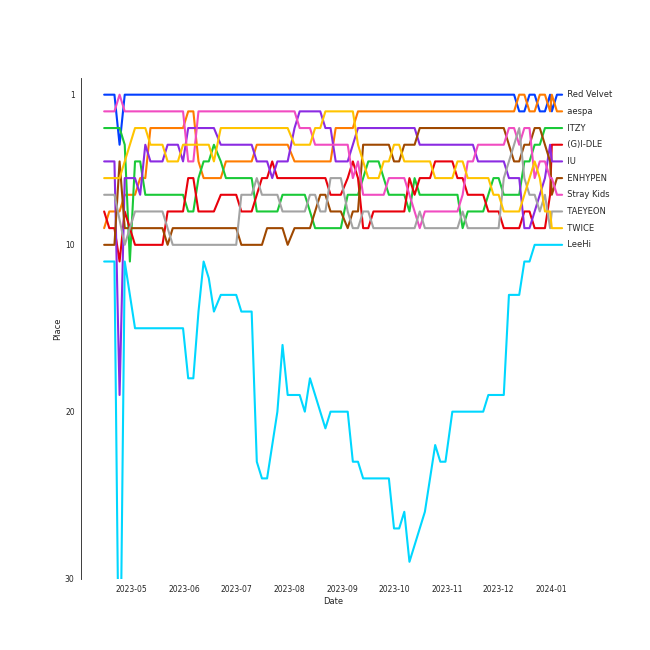 1
10
20
30
Place
2023-05 2023-06 2023-07 2023-08 2023-09 2023-10 2023-11 2023-12 2024-01
Date
Red Velvet
aespa
ITZY
(G)I-DLE
IU
ENHYPEN
Stray Kids
TAEYEON
TWICE
LeeHi